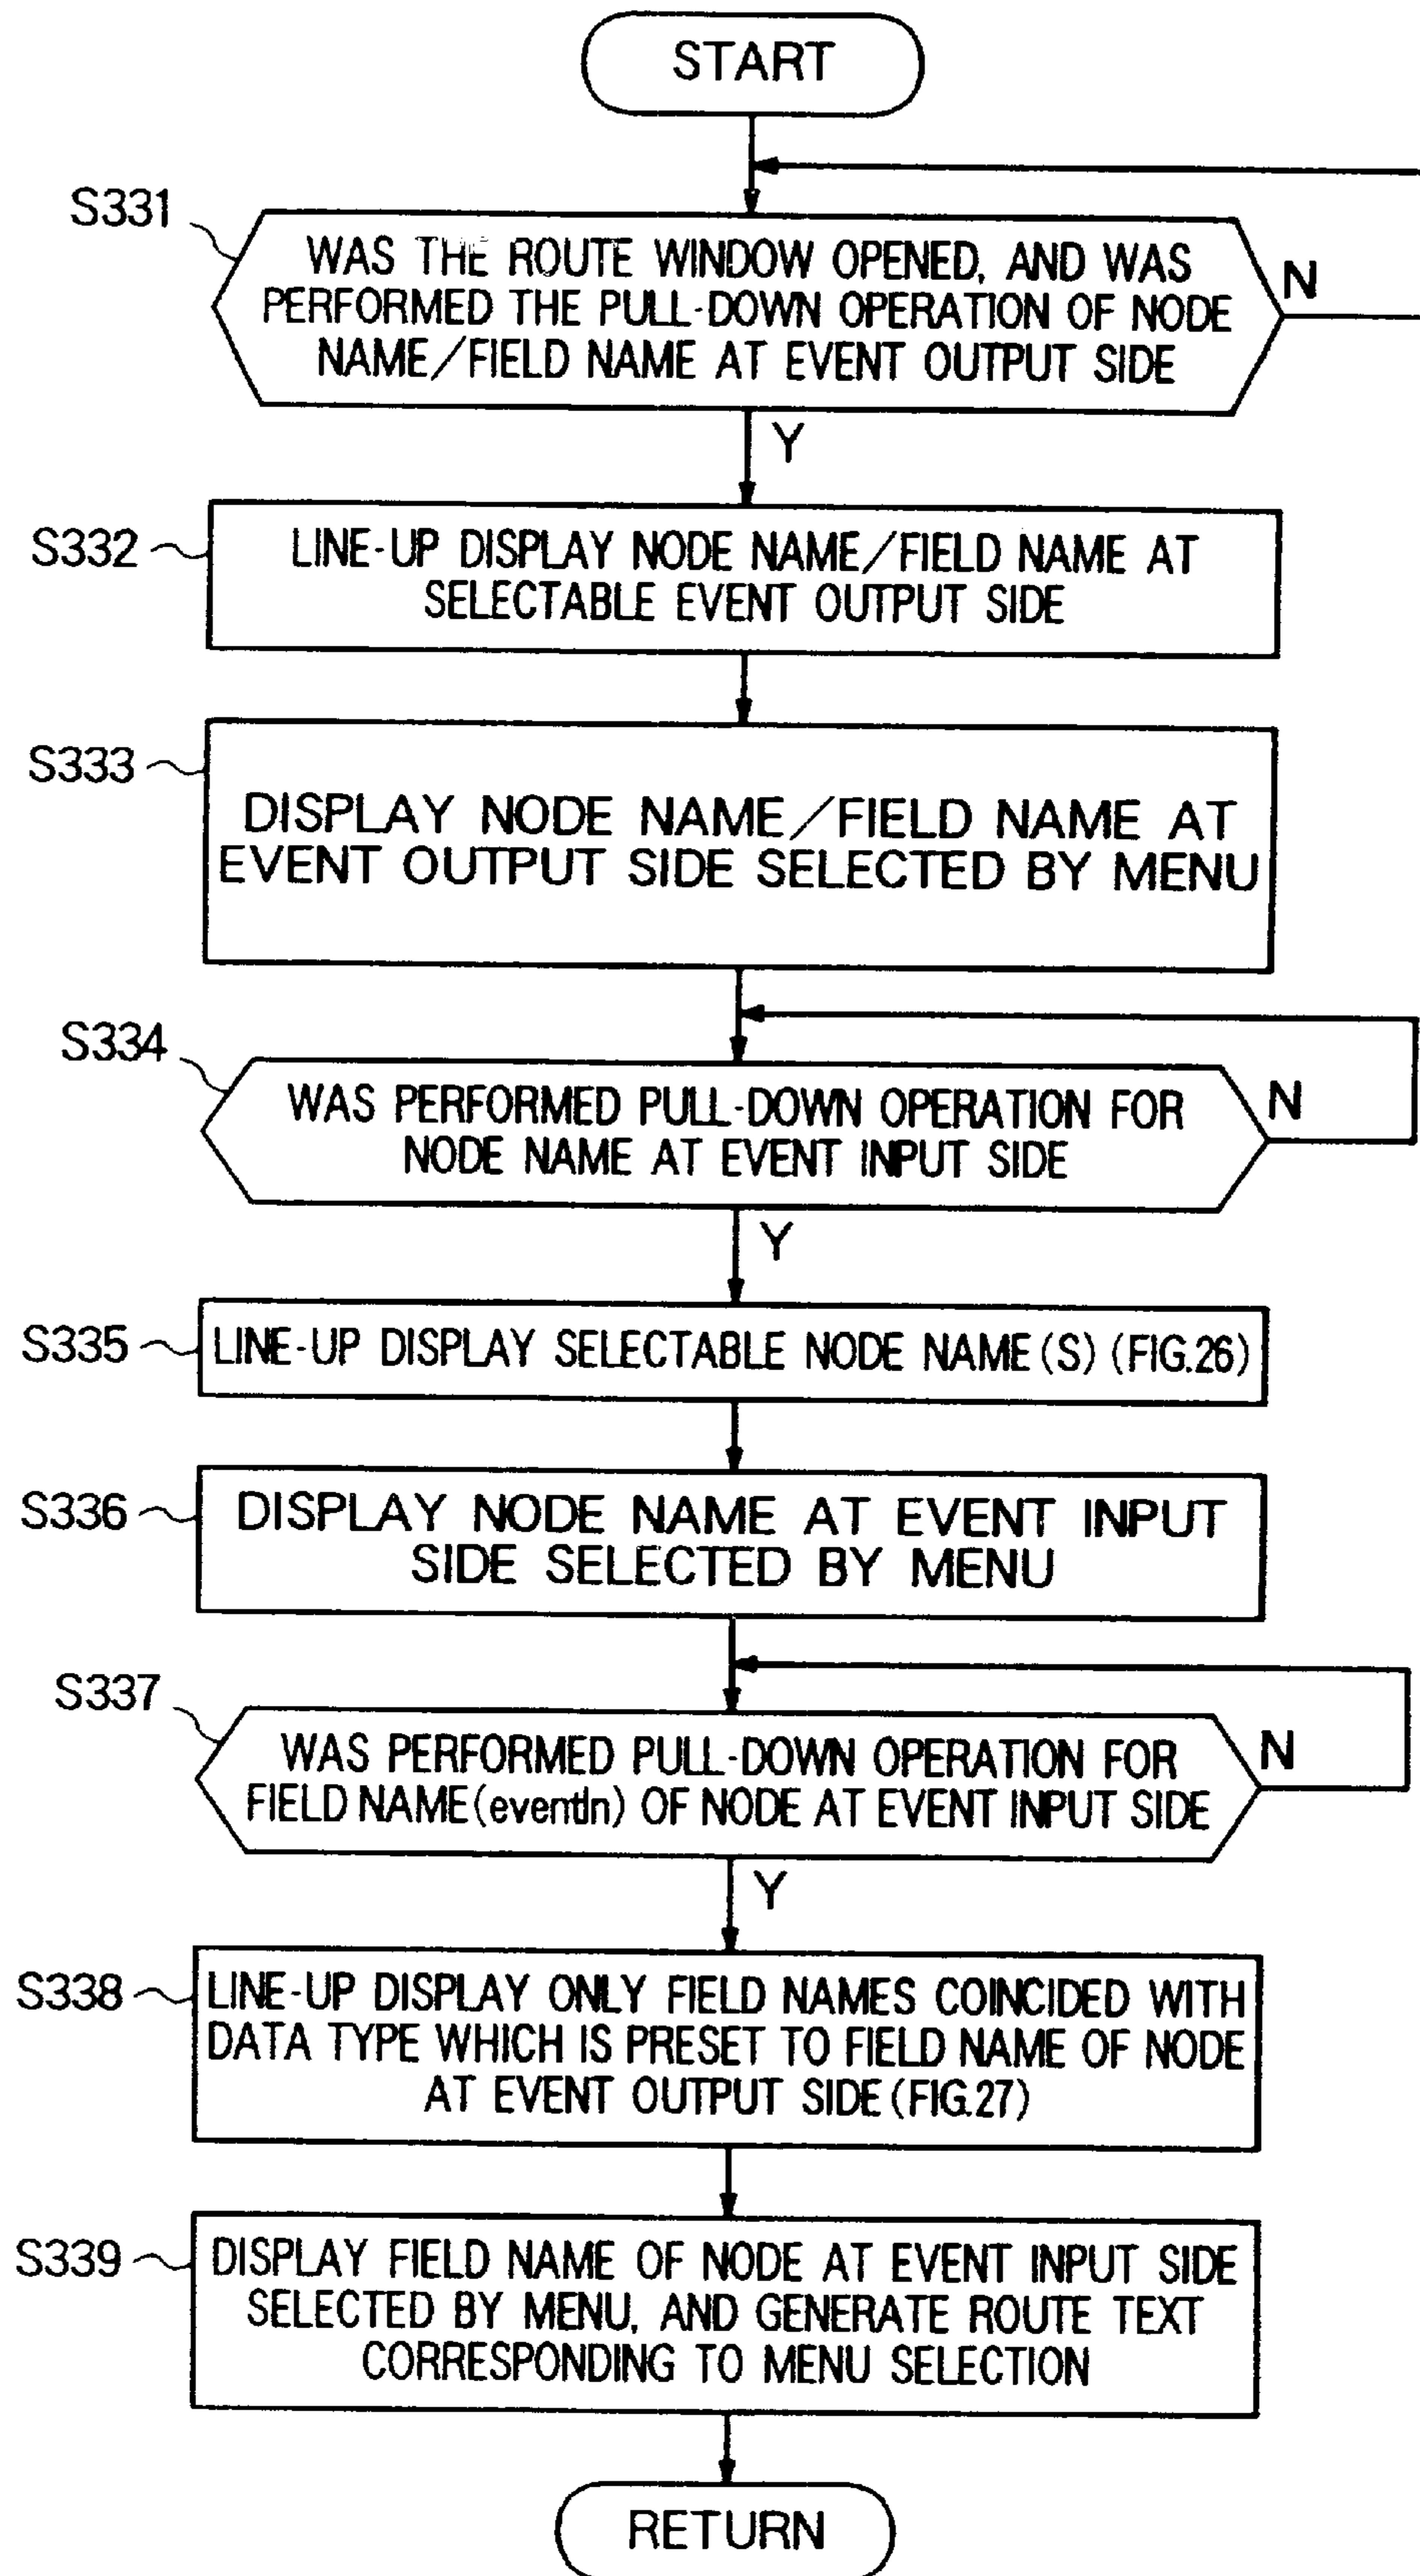 START
S331
WAS THE ROUTE WINDOW OPENED, AND WAS
PERFORMED THE PULL-DOWN OPERATION OF NODE
NAME/FIELD NAME AT EVENT OUTPUT SIDE
N
Y
S332
LINE-UP DISPLAY NODE NAME/FIELD NAME AT
SELECTABLE EVENT OUTPUT SIDE
S333
DISPLAY NODE NAME/FIELD NAME AT
EVENT OUTPUT SIDE SELECTED BY MENU
S334
WAS PERFORMED PULL-DOWN OPERATION FOR
NODE NAME AT EVENT INPUT SIDE
N
Y
S335
LINE-UP DISPLAY SELECTABLE NODE NAME(S) (FIG.26)
S336
DISPLAY NODE NAME AT EVENT INPUT
SIDE SELECTED BY MENU
S337
WAS PERFORMED PULL-DOWN OPERATION FOR
FIELD NAME(eventIn) OF NODE AT EVENT INPUT SIDE
N
Y
S338
LINE-UP DISPLAY ONLY FIELD NAMES COINCIDED WITH
DATA TYPE WHICH IS PRESET TO FIELD NAME OF NODE
AT EVENT OUTPUT SIDE(FIG.27)
S339
DISPLAY FIELD NAME OF NODE AT EVENT INPUT SIDE
SELECTED BY MENU, AND GENERATE ROUTE TEXT
CORRESPONDING TO MENU SELECTION
RETURN